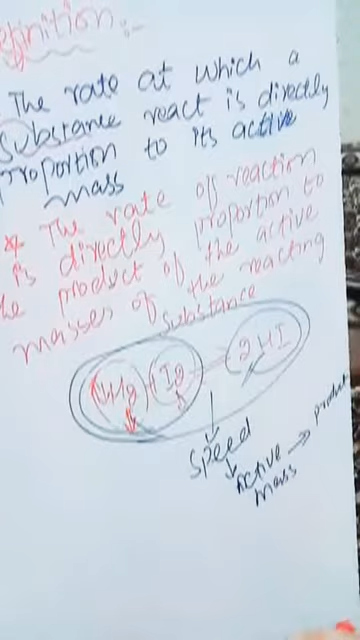 efinition:-
The rate at which a
Substance react is directly
proportion to its active
mass
* The rate of reaction
is directly proportion to
he product of the active
masses of the reacting
substance
H2 + I2 2HI
Speed
Active → product
mass